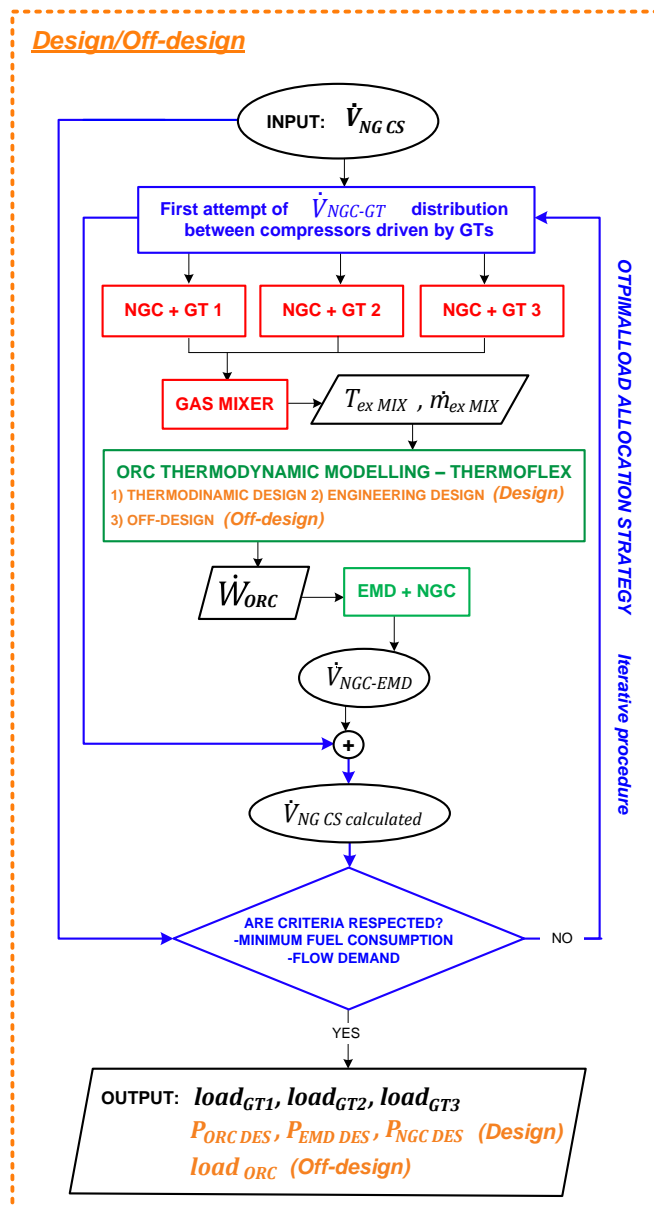 Design/Off-design
INPUT: V̇NG CS
First attempt of V̇NGC-GT distribution
between compressors driven by GTs
NGC + GT 1
NGC + GT 2
NGC + GT 3
GAS MIXER
Tex MIX , ṁex MIX
ORC THERMODYNAMIC MODELLING – THERMOFLEX
1) THERMODINAMIC DESIGN 2) ENGINEERING DESIGN (Design)
3) OFF-DESIGN (Off-design)
ẆORC
EMD + NGC
V̇NGC-EMD
+
V̇NG CS calculated
ARE CRITERIA RESPECTED?
-MINIMUM FUEL CONSUMPTION
-FLOW DEMAND
NO
YES
OTPIMALLOAD ALLOCATION STRATEGY
Iterative procedure
OUTPUT: loadGT1, loadGT2, loadGT3
PORC DES , PEMD DES , PNGC DES (Design)
load ORC (Off-design)